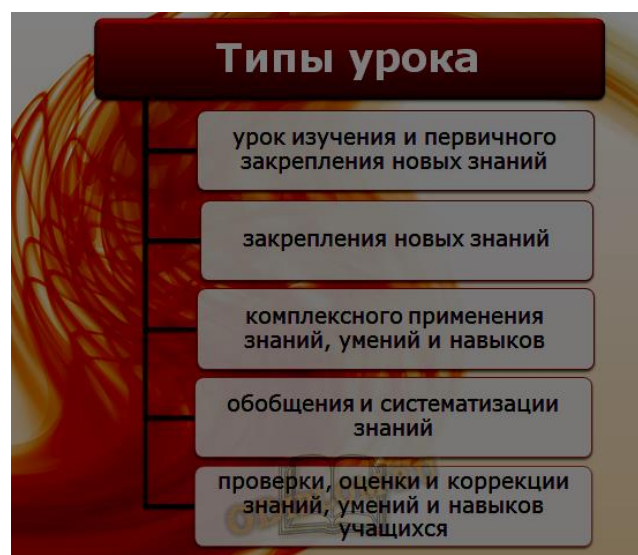 Типы урока
урок изучения и первичного
закрепления новых знаний
закрепления новых знаний
комплексного применения
знаний, умений и навыков
обобщения и систематизации
знаний
проверки, оценки и коррекции
знаний, умений и навыков
учащихся